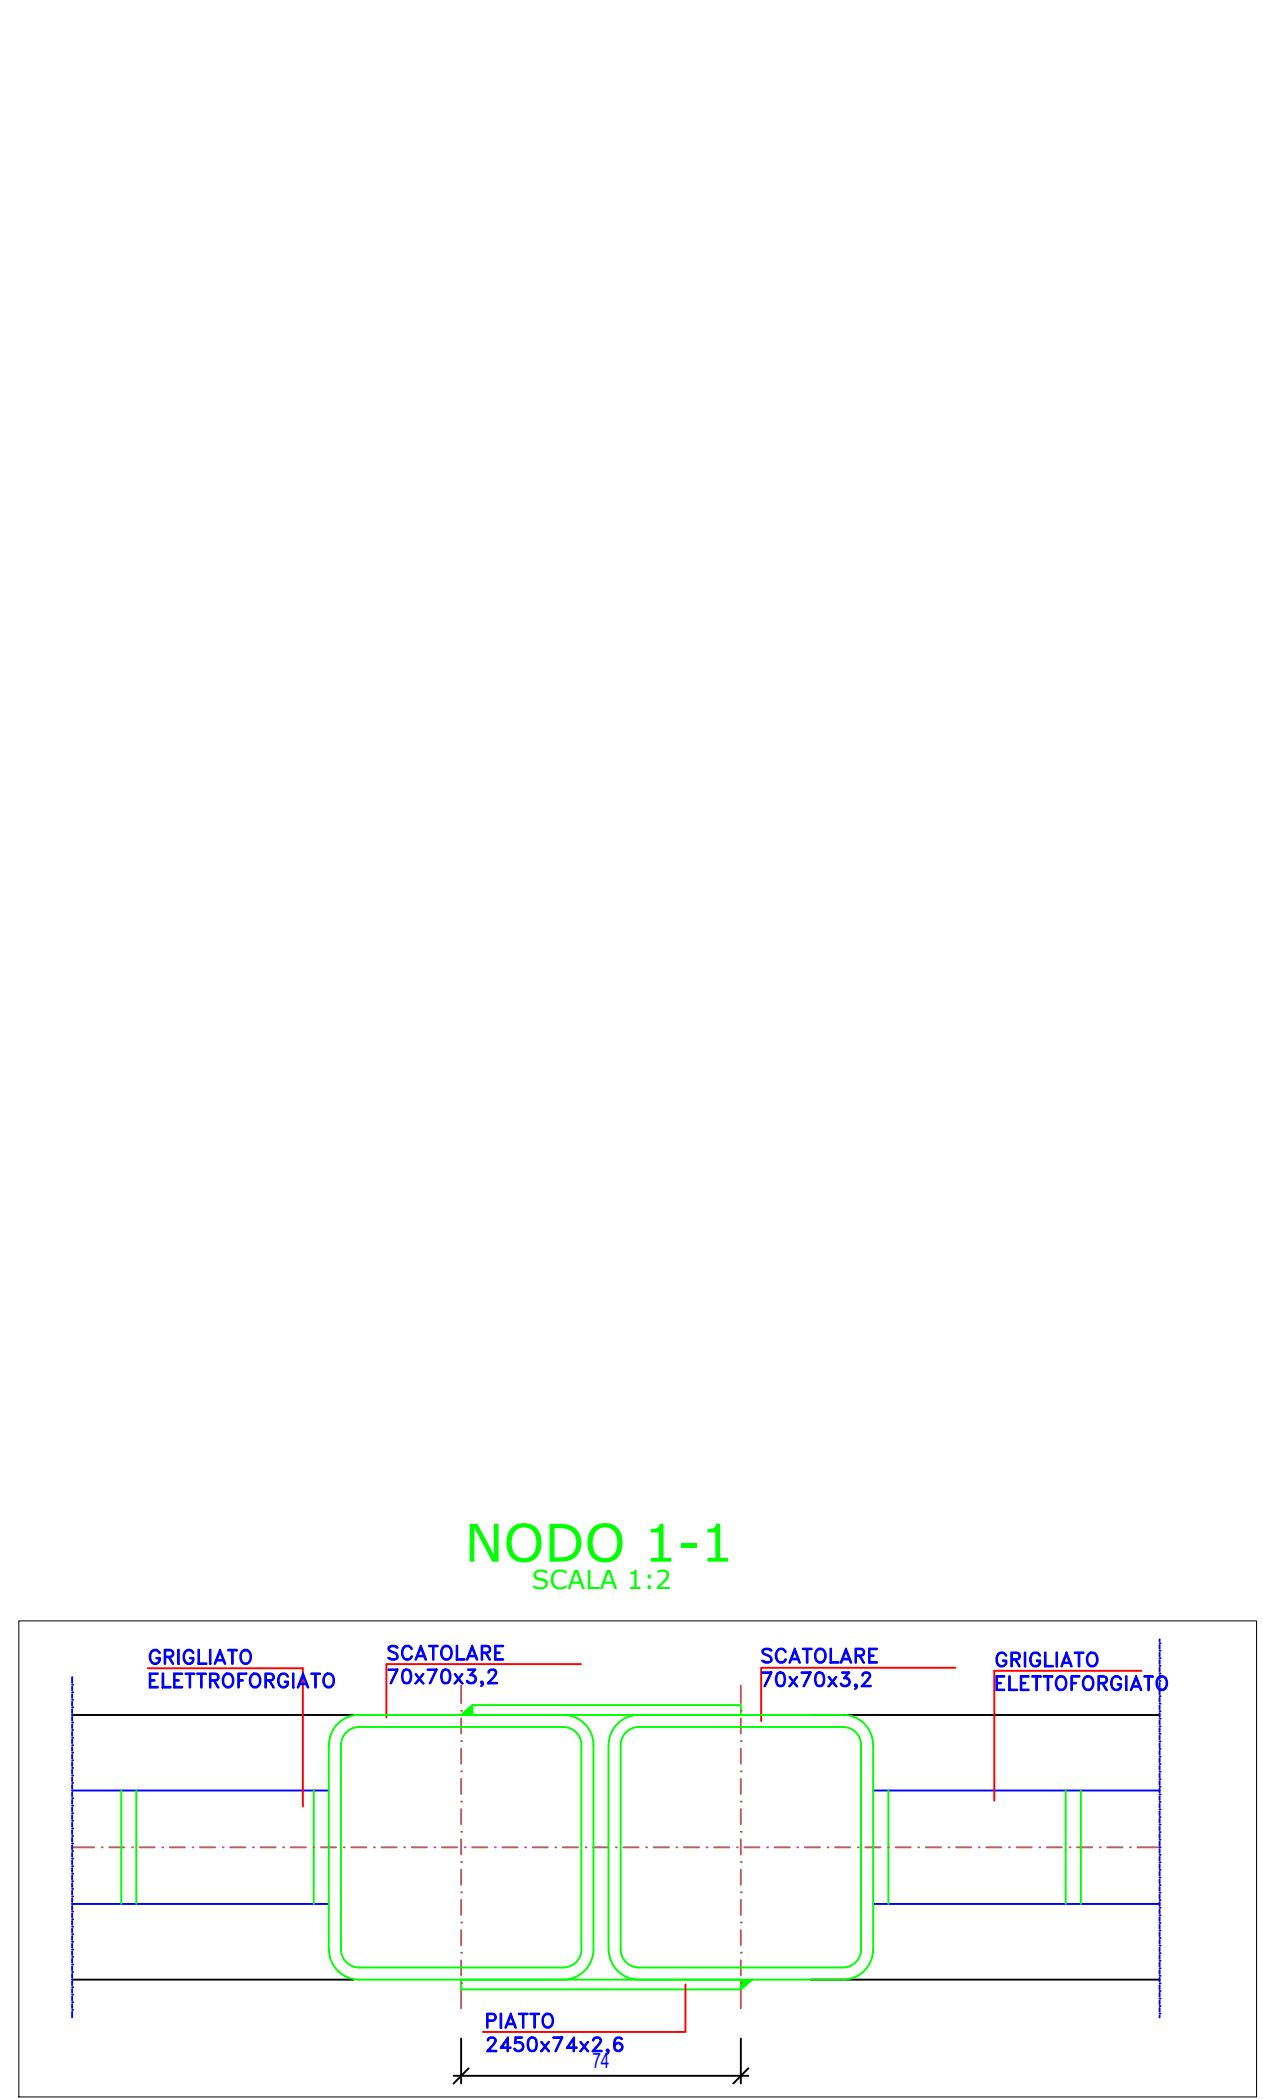 NODO 1-1
SCALA 1:2
GRIGLIATO
ELETTROFORGIATO
SCATOLARE
70x70x3,2
SCATOLARE
70x70x3,2
GRIGLIATO
ELETTOFORGIATO
PIATTO
2450x74x2,6
74